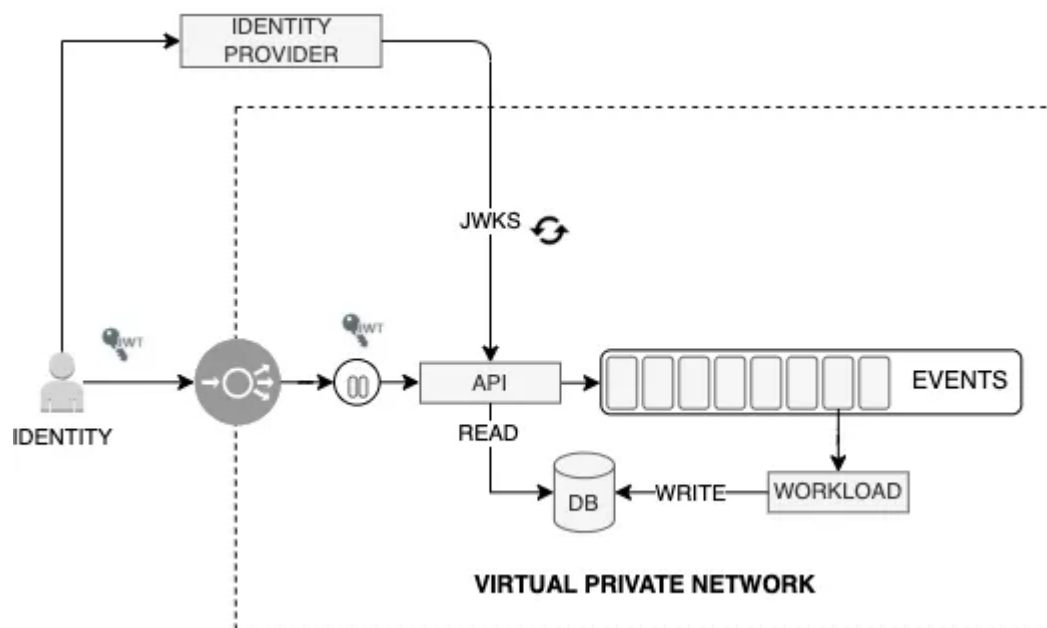 IDENTITY
PROVIDER
JWKS
JWT
JWT
API
EVENTS
IDENTITY
READ
DB
WRITE
WORKLOAD
VIRTUAL PRIVATE NETWORK